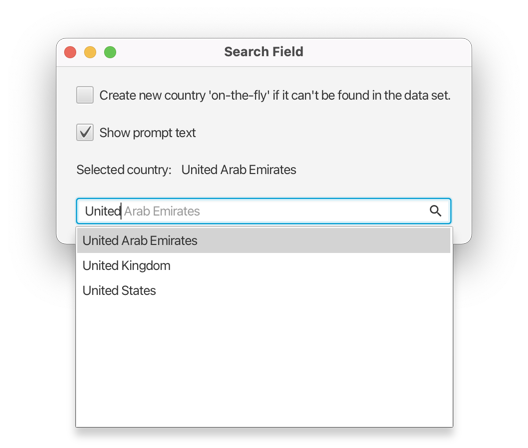 Search Field
Create new country 'on-the-fly' if it can't be found in the data set.
Show prompt text
Selected country: United Arab Emirates
United Arab Emirates
United Arab Emirates
United Kingdom
United States